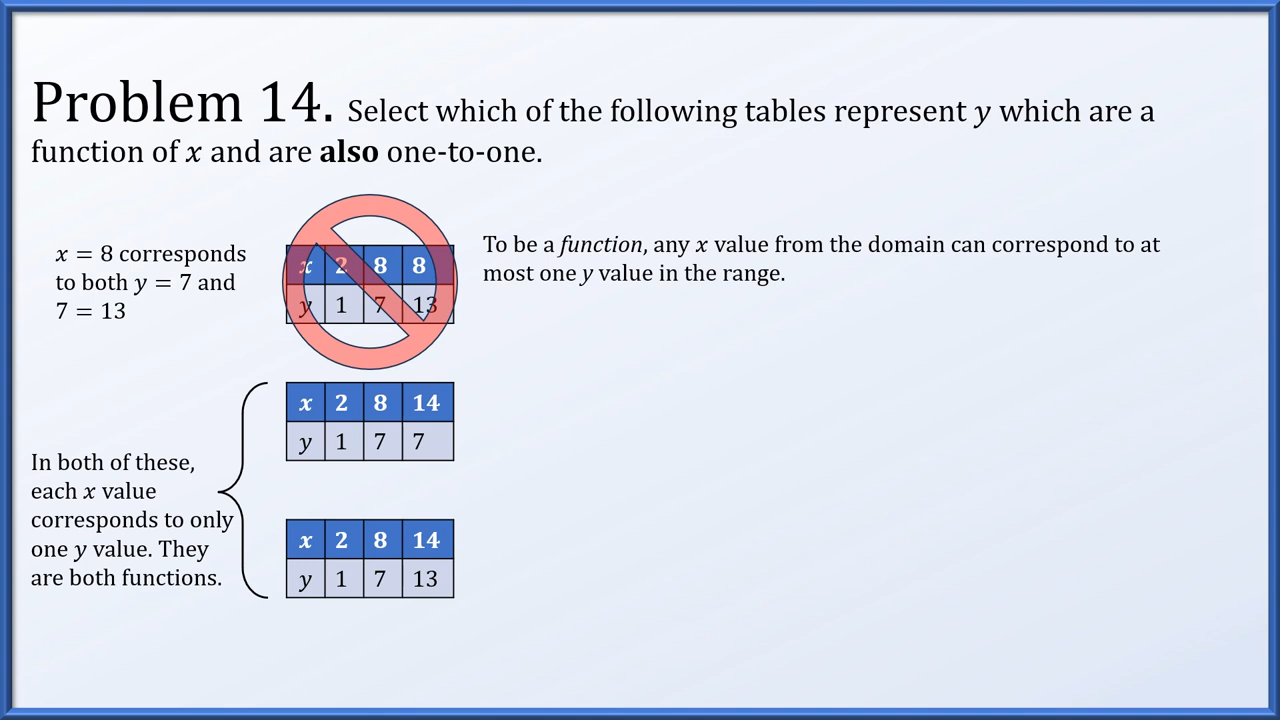 Problem 14. Select which of the following tables represent y which are a
function of x and are also one-to-one.
x = 8 corresponds
to both y = 7 and
7 = 13
x 2 8 8
y 1 7 13
To be a function, any x value from the domain can correspond to at
most one y value in the range.
x 2 8 14
y 1 7 7
In both of these,
each x value
corresponds to only
one y value. They
are both functions.
x 2 8 14
y 1 7 13